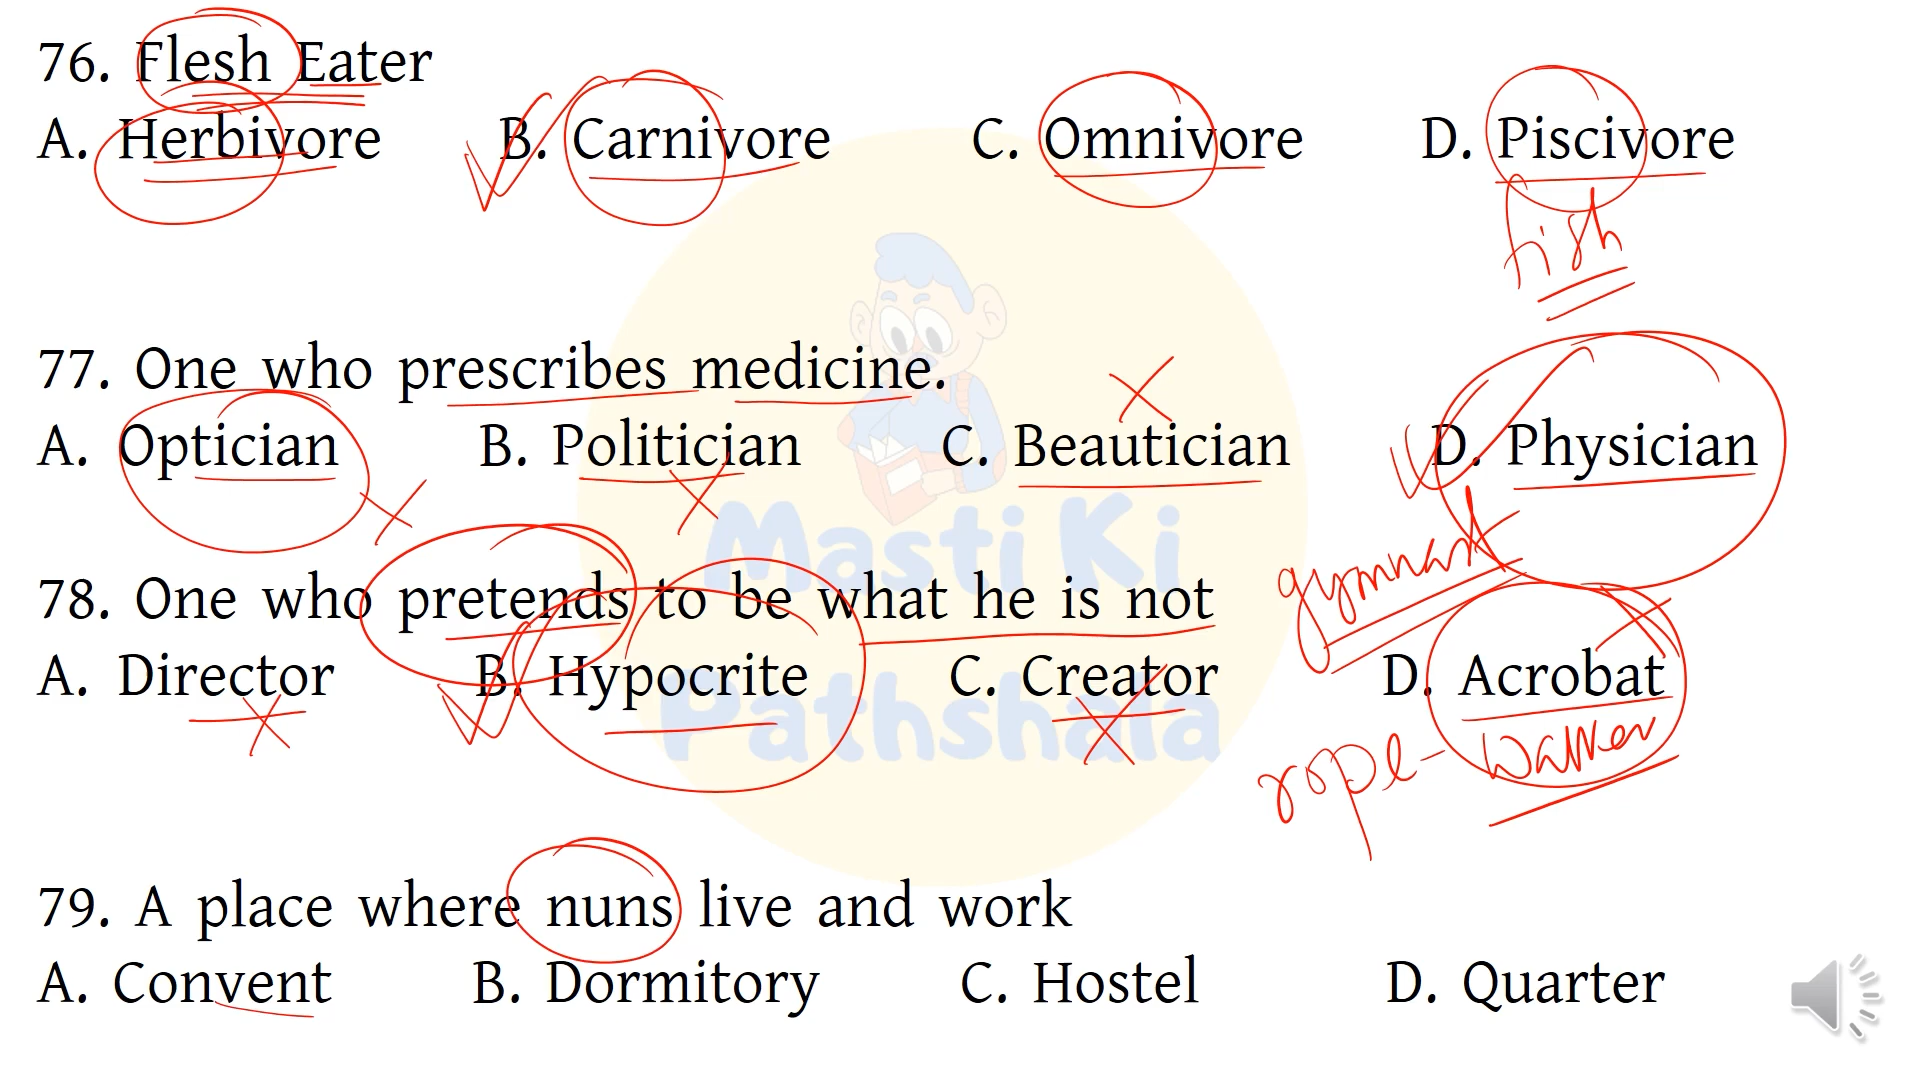 76. Flesh Eater
A. Herbivore B. Carnivore C. Omnivore D. Piscivore
fish
77. One who prescribes medicine.
A. Optician B. Politician C. Beautician D. Physician
Masti Ki
gymnast
78. One who pretends to be what he is not
A. Director B. Hypocrite C. Creator D. Acrobat
Pathshala
rope-walker
79. A place where nuns live and work
A. Convent B. Dormitory C. Hostel D. Quarter